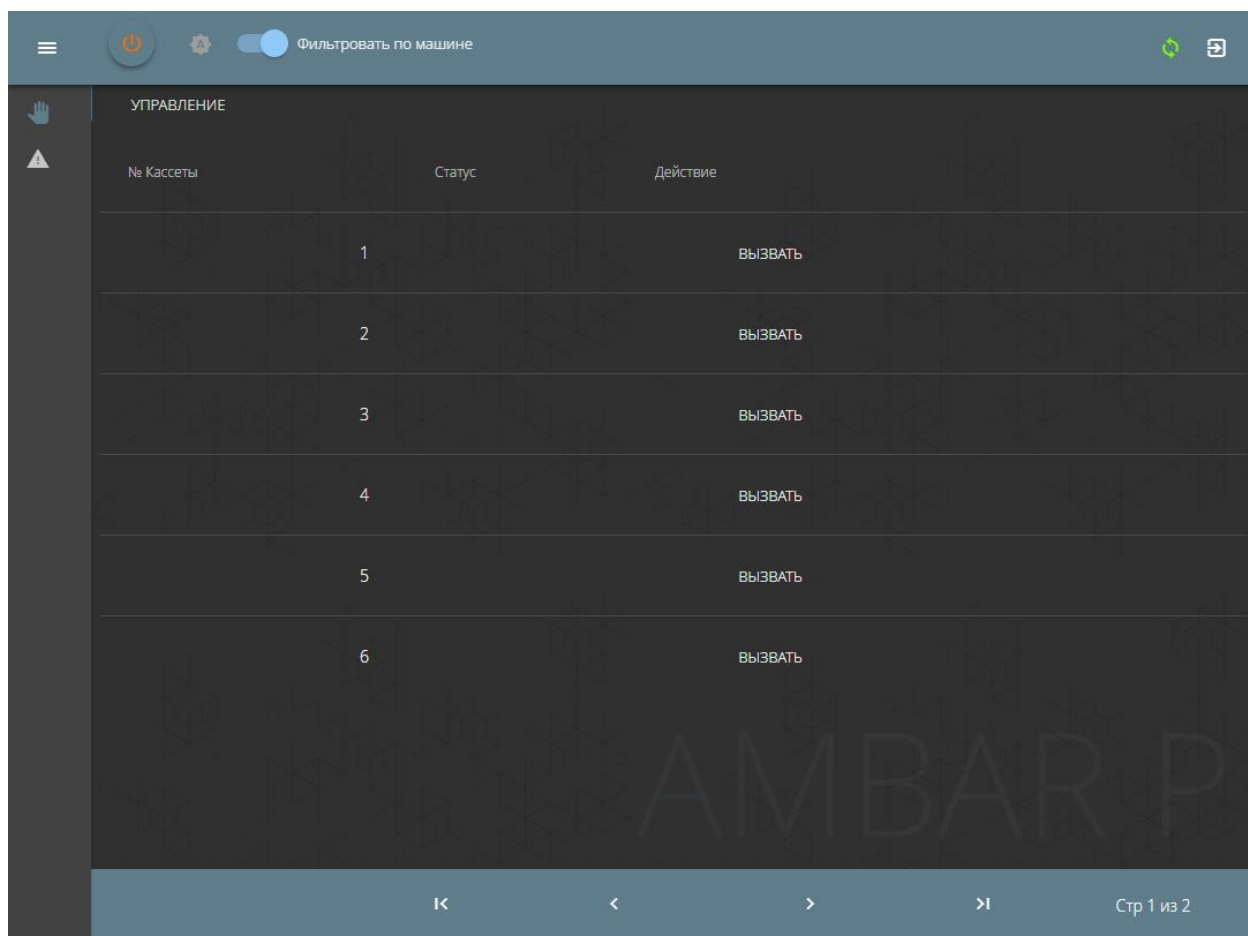 Фильтровать по машине
УПРАВЛЕНИЕ
№ Кассеты Статус Действие
1 ВЫЗВАТЬ
2 ВЫЗВАТЬ
3 ВЫЗВАТЬ
4 ВЫЗВАТЬ
5 ВЫЗВАТЬ
6 ВЫЗВАТЬ
AMBAR P
Стр 1 из 2